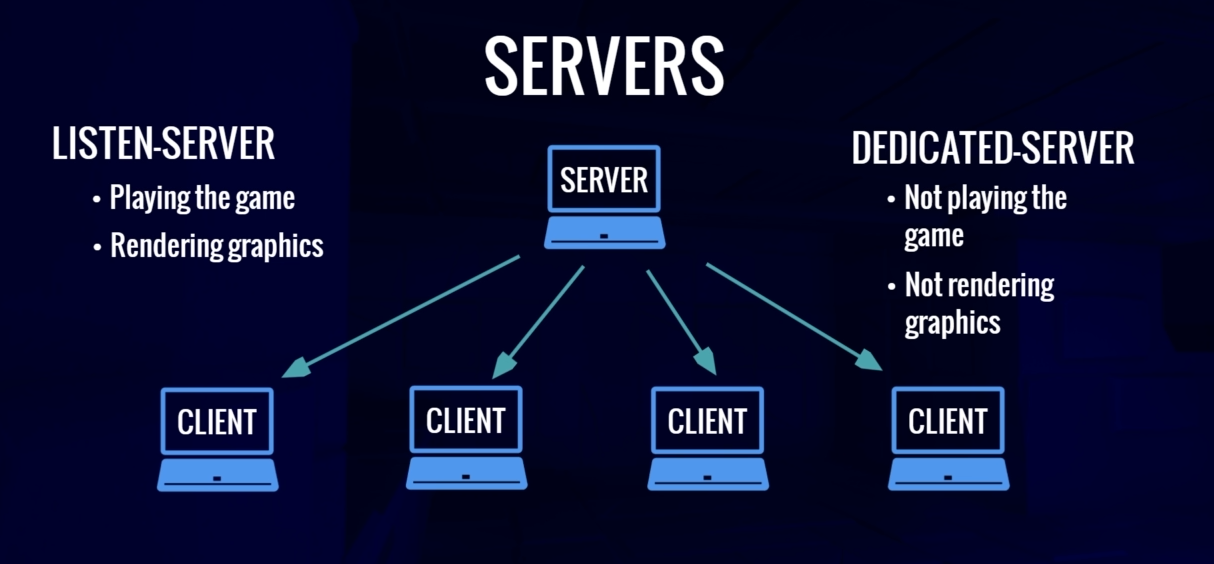 SERVERS
LISTEN-SERVER
• Playing the game
• Rendering graphics
SERVER
DEDICATED-SERVER
• Not playing the
game
• Not rendering
graphics
CLIENT
CLIENT
CLIENT
CLIENT